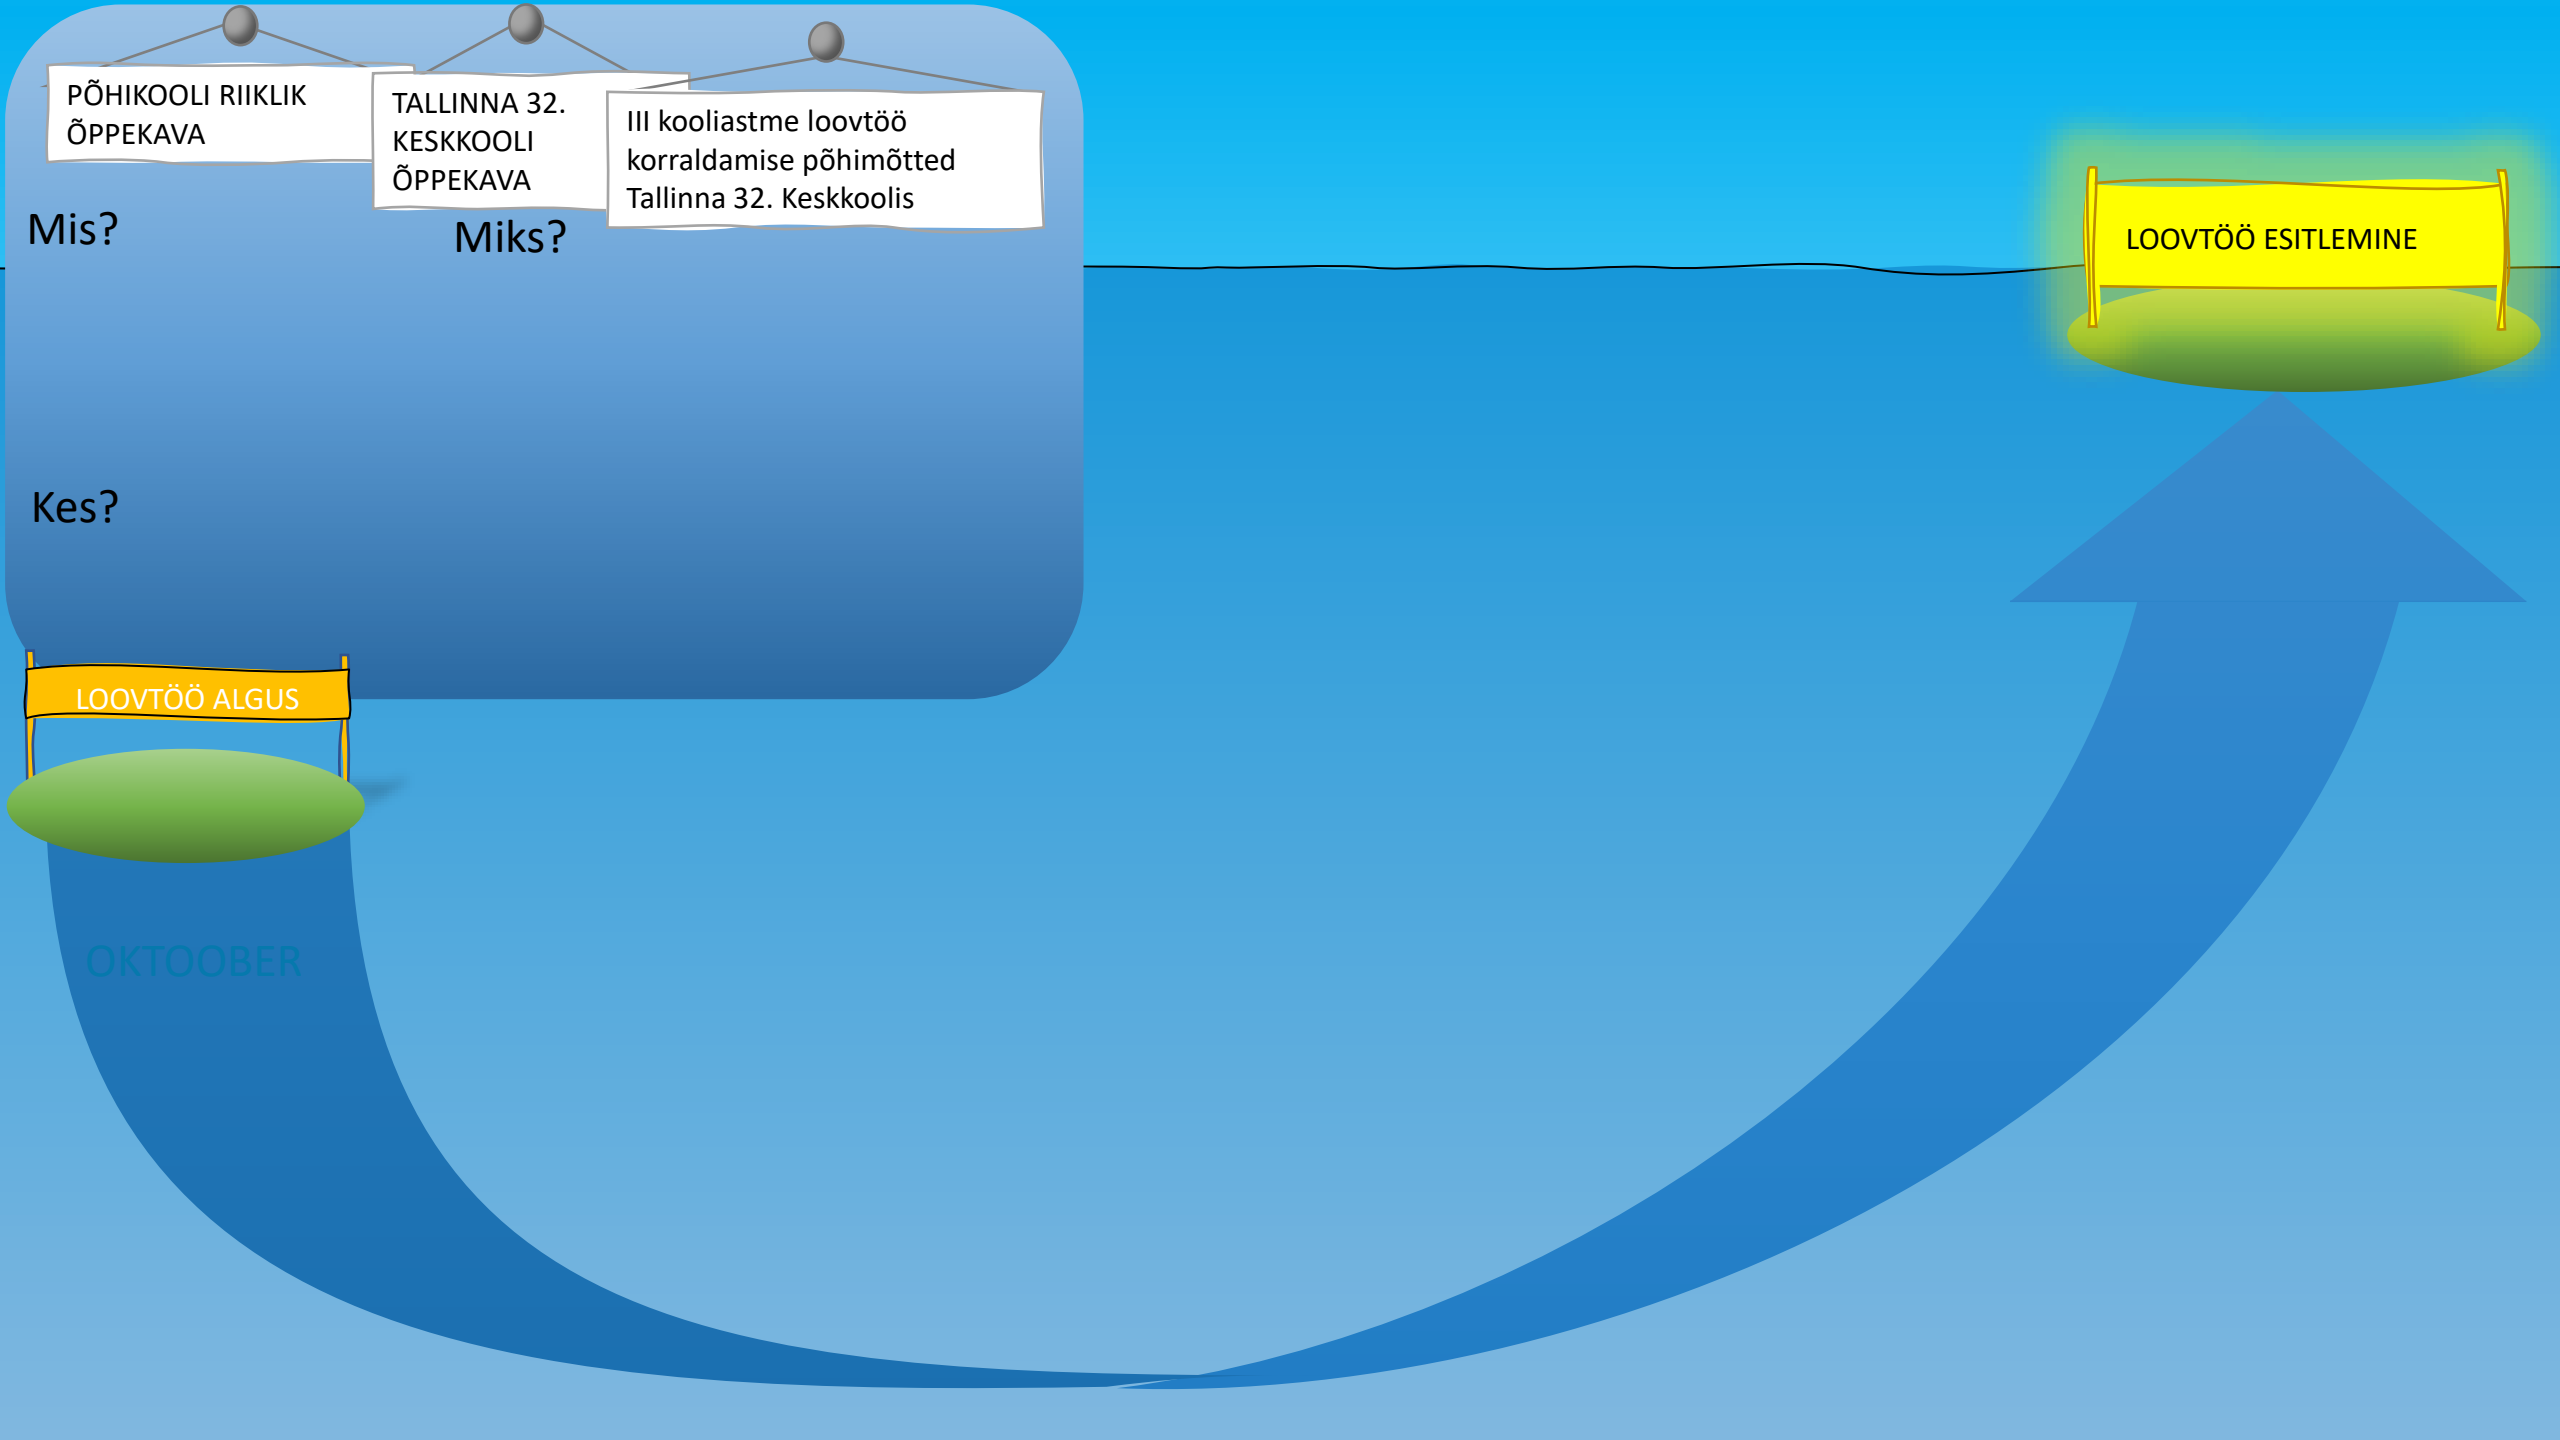 PÕHIKOOLI RIIKLIK
ÕPPEKAVA
TALLINNA 32.
KESKKOOLI
ÕPPEKAVA
III kooliastme loovtöö
korraldamise põhimõtted
Tallinna 32. Keskkoolis
Mis?
Miks?
LOOVTÖÖ ESITLEMINE
Kes?
LOOVTÖÖ ALGUS
OKTOOBER